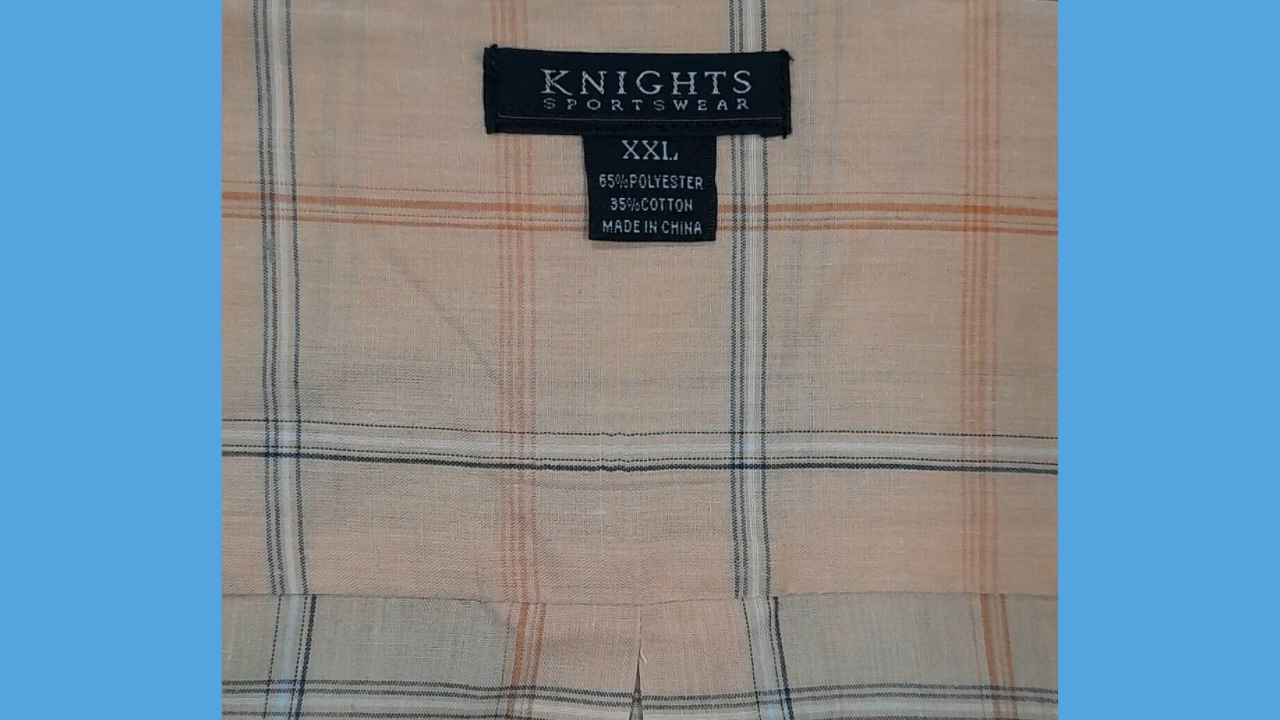 KNIGHTS
SPORTSWEAR
XXL
65%POLYESTER
35%COTTON
MADE IN CHINA